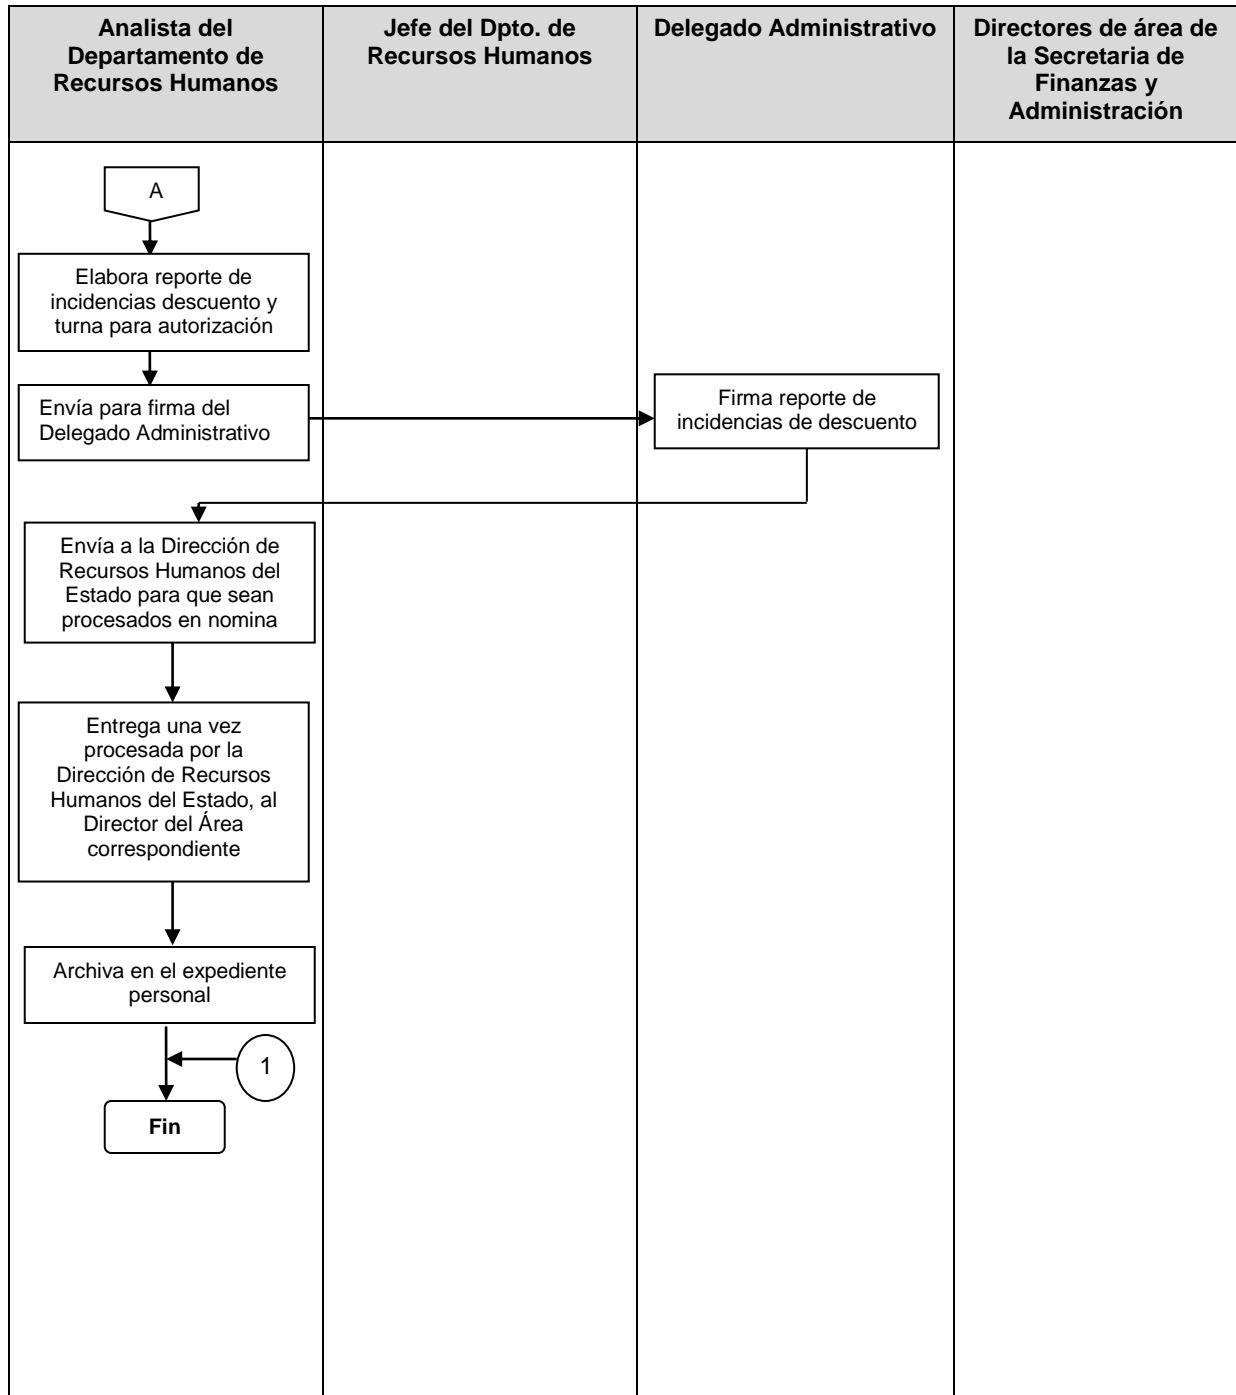 Analista del
Departamento de
Recursos Humanos
Jefe del Dpto. de
Recursos Humanos
Delegado Administrativo
Directores de área de
la Secretaria de
Finanzas y
Administración
A
Elabora reporte de
incidencias descuento y
turna para autorización
Envía para firma del
Delegado Administrativo
Firma reporte de
incidencias de descuento
Envía a la Dirección de
Recursos Humanos del
Estado para que sean
procesados en nomina
Entrega una vez
procesada por la
Dirección de Recursos
Humanos del Estado, al
Director del Área
correspondiente
Archiva en el expediente
personal
1
Fin